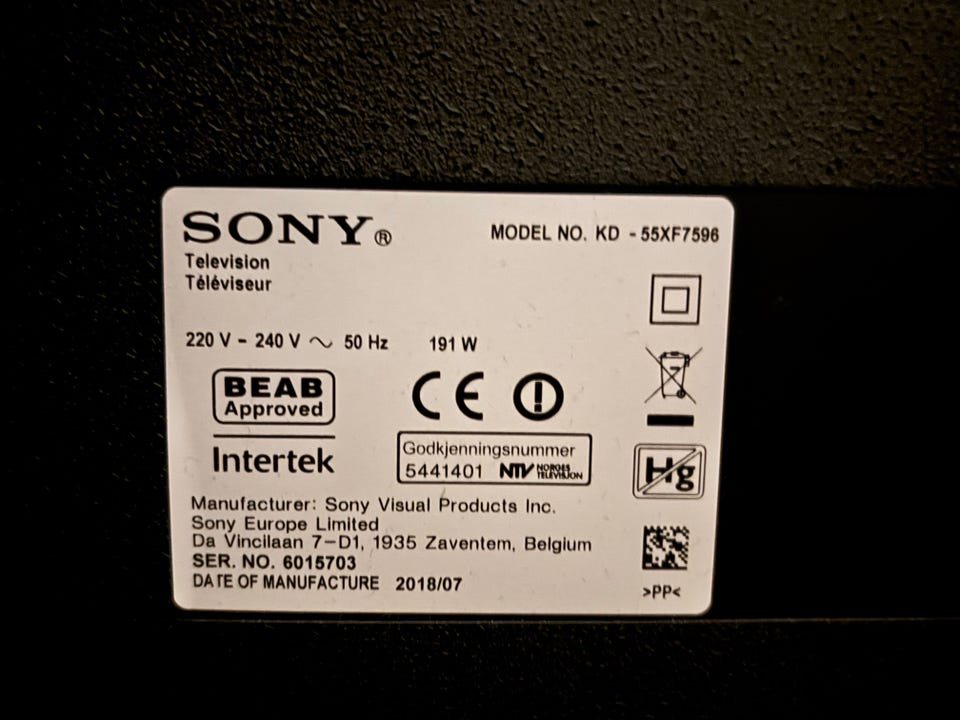 SONY®
MODEL NO. KD - 55XF7596
Television
Téléviseur
220 V - 240 V ~ 50 Hz 191 W
BEAB
Approved
CE
Intertek
Godkjenningsnummer
5441401 NTV NORGES
TELEVISJON
Hg
Manufacturer: Sony Visual Products Inc.
Sony Europe Limited
Da Vincilaan 7-D1, 1935 Zaventem, Belgium
SER. NO. 6015703
DATE OF MANUFACTURE 2018/07
>PP<